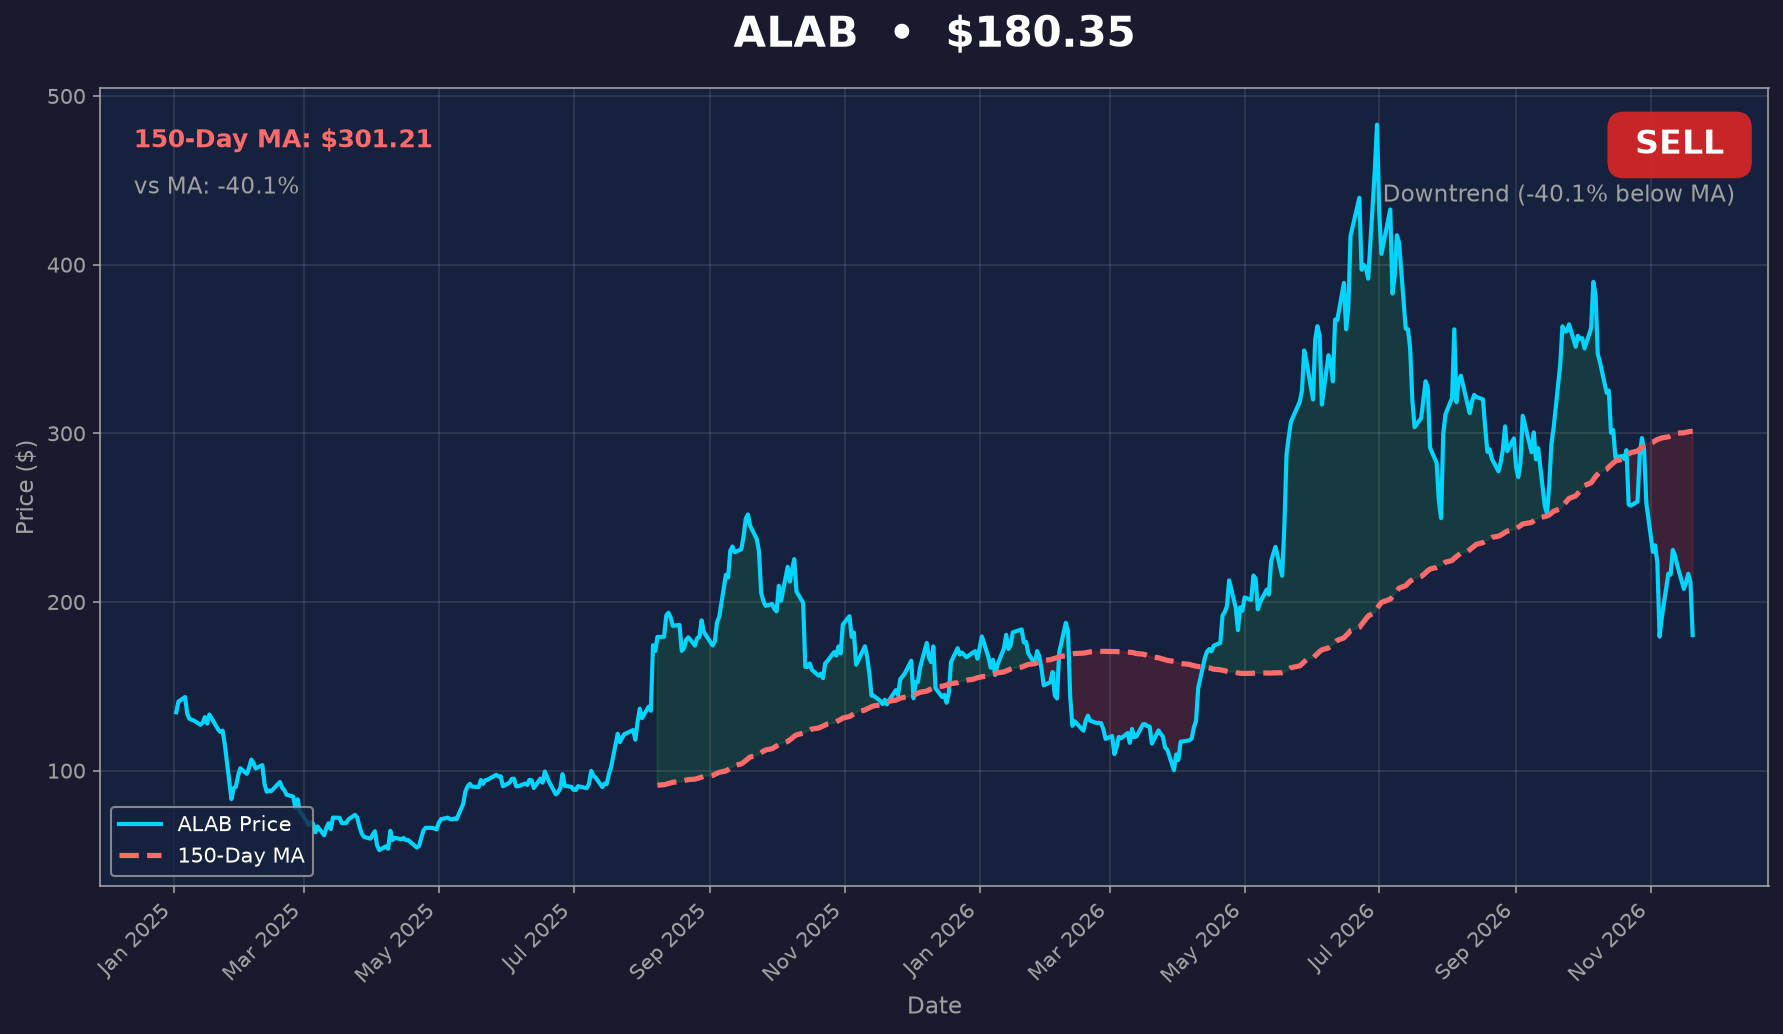 ALAB • $180.35
150-Day MA: $301.21
vs MA: -40.1%
SELL
Downtrend (-40.1% below MA)
500
400
300
200
100
Price ($)
ALAB Price
150-Day MA
Jan 2025
Mar 2025
May 2025
Jul 2025
Sep 2025
Nov 2025
Jan 2026
Mar 2026
May 2026
Jul 2026
Sep 2026
Nov 2026
Date